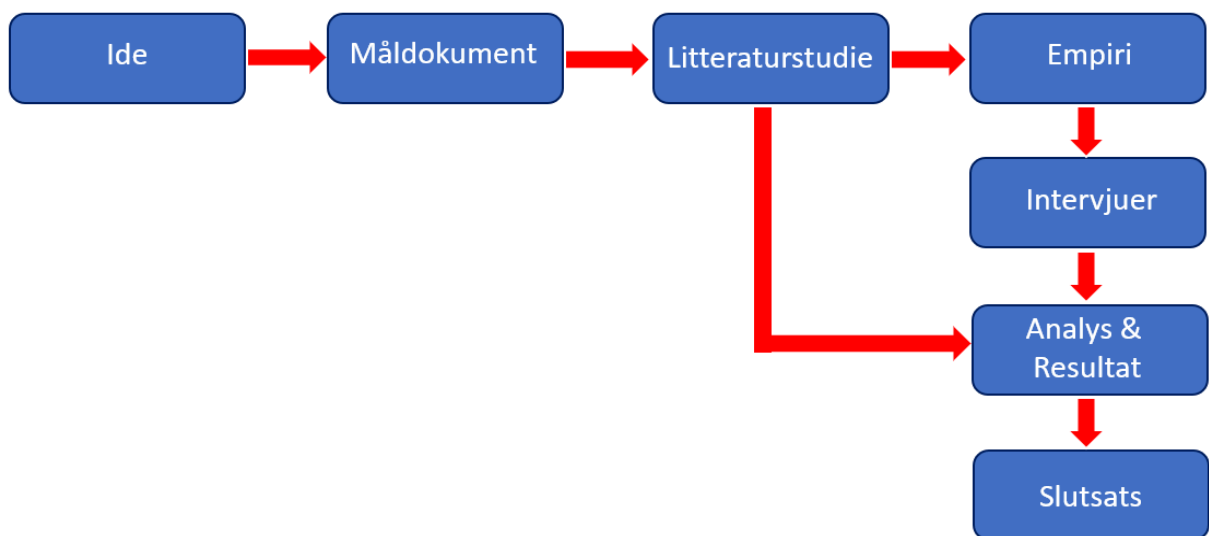 Ide
Måldokument
Litteraturstudie
Empiri
Intervjuer
Analys &
Resultat
Slutsats